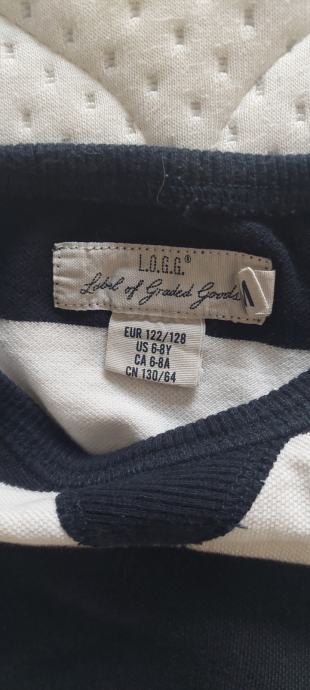 L.O.G.G.®
Label of Graded Goods
EUR 122/128
US 6-8Y
CA 6-8A
CN 130/64